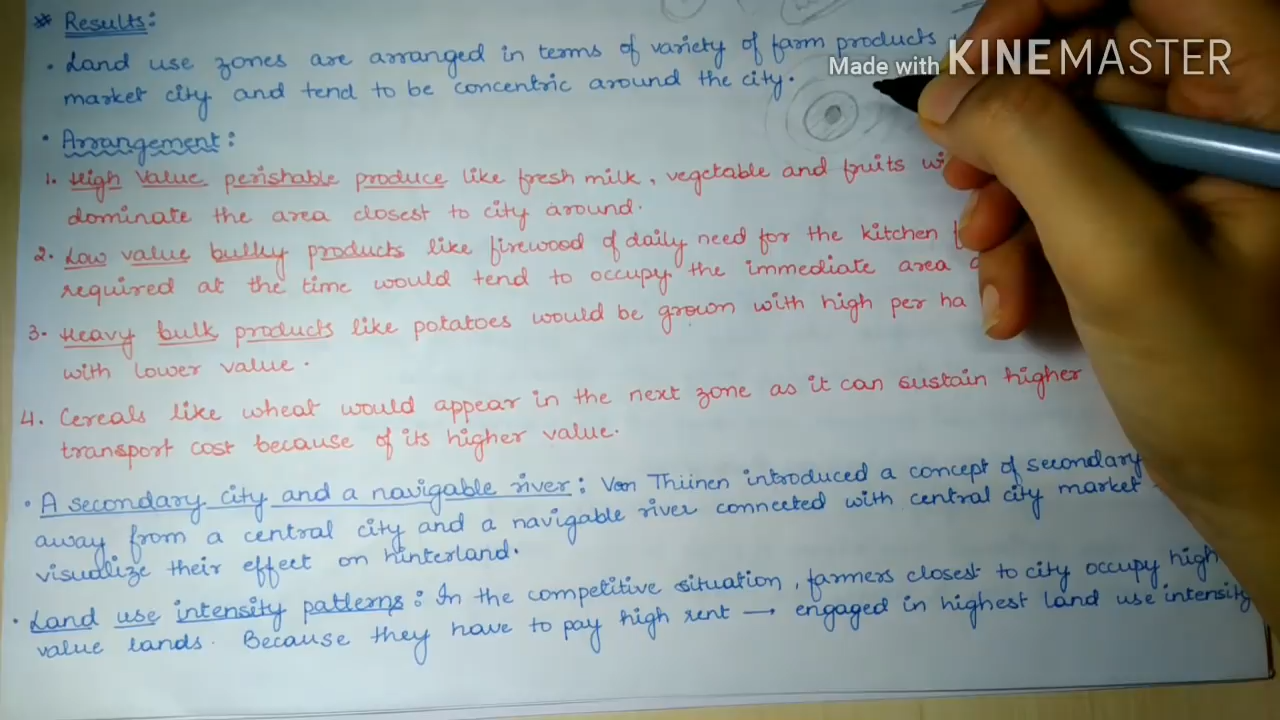 * Results:
• Land use zones are arranged in terms of variety of farm products
Made with KINEMASTER
market city and tend to be concentric around the city.
• Arrangement:
1. High value perishable produce like fresh milk, vegetable and fruits
dominate the area closest to city around.
2. Low value bulky products like firewood of daily need for the kitchen
required at the time would tend to occupy the immediate area
3. Heavy bulk products like potatoes would be grown with high per ha
with lower value.
4. Cereals like wheat would appear in the next zone as it can sustain higher
transport cost because of its higher value.
• A secondary city and a navigable river: Von Thünen introduced a concept of secondary
away from a central city and a navigable river connected with central city market
visualize their effect on hinterland.
• Land use intensity patterns: In the competitive situation, farmers closest to city occupy high
value lands. Because they have to pay high rent → engaged in highest land use intensity